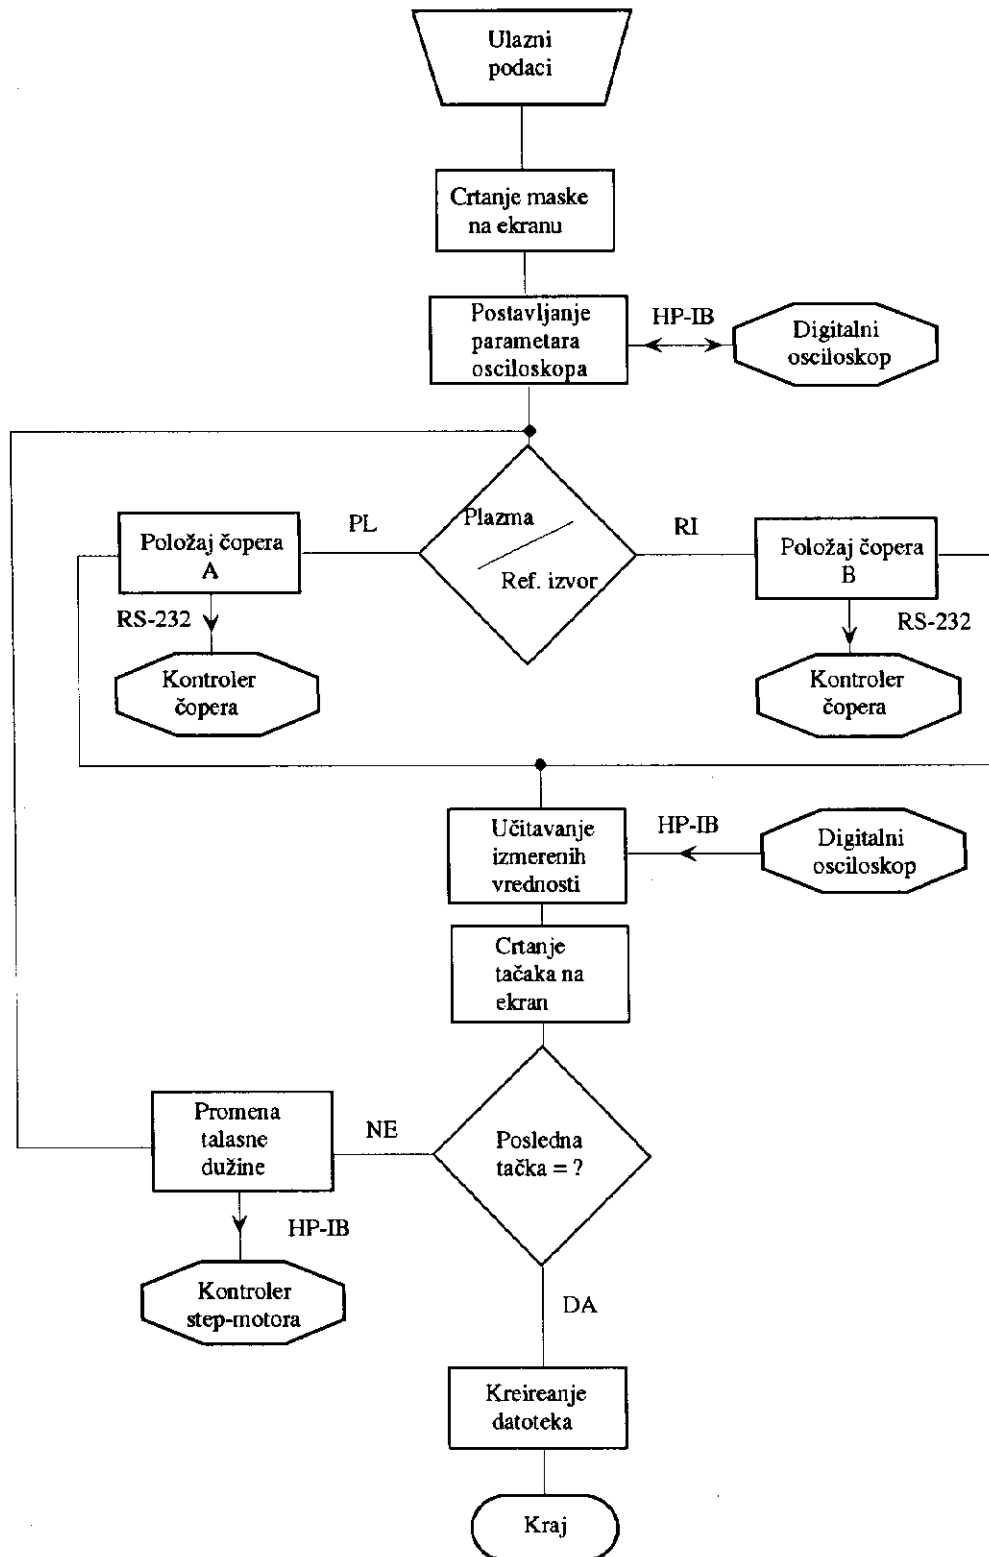 Ulazni
podaci
Crtanje maske
na ekranu
Postavljanje
parametara
osciloskopa
HP-IB
Digitalni
osciloskop
Plazma
Ref. izvor
PL
RI
Položaj čopera
A
RS-232
Kontroler
čopera
Položaj čopera
B
RS-232
Kontroler
čopera
Učitavanje
izmerenih
vrednosti
HP-IB
Digitalni
osciloskop
Crtanje
tačaka na
ekran
Posledna
tačka = ?
NE
Promena
talasne
dužine
HP-IB
Kontroler
step-motora
DA
Kreireanje
datoteka
Kraj